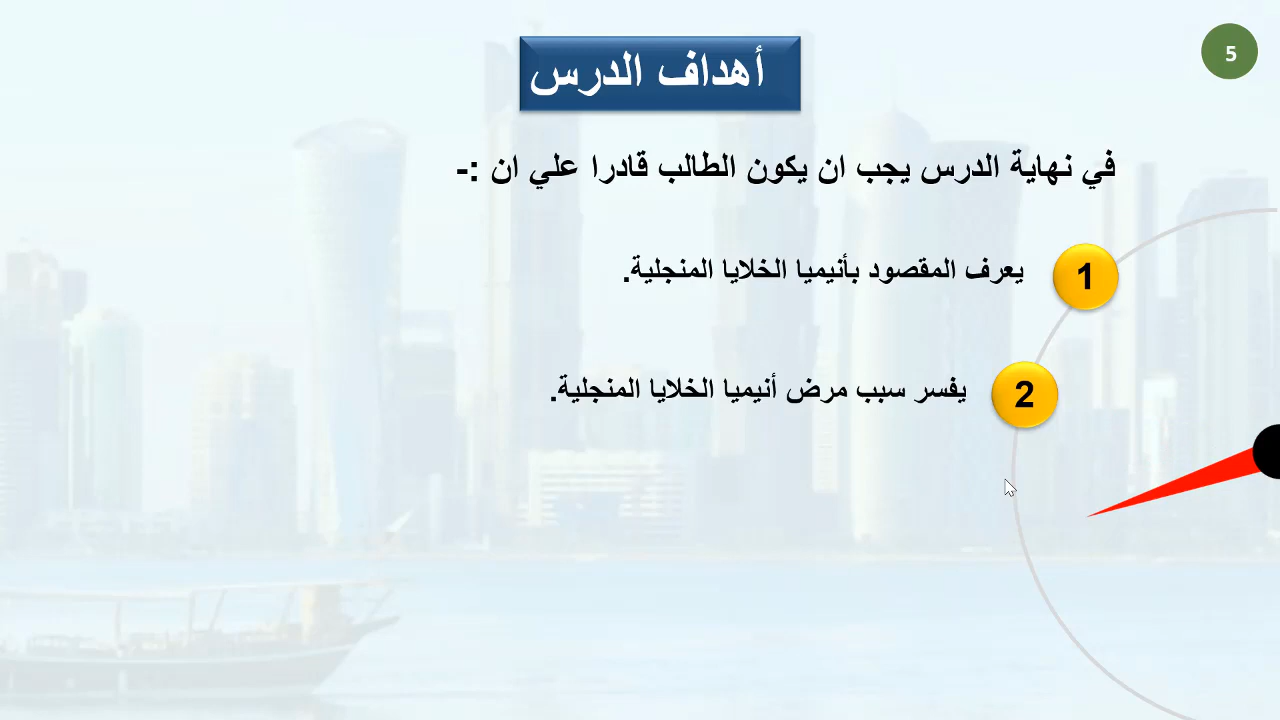 5
أهداف الدرس
في نهاية الدرس يجب ان يكون الطالب قادرا علي ان :-
1 يعرف المقصود بأنيميا الخلايا المنجلية.
2 يفسر سبب مرض أنيميا الخلايا المنجلية.